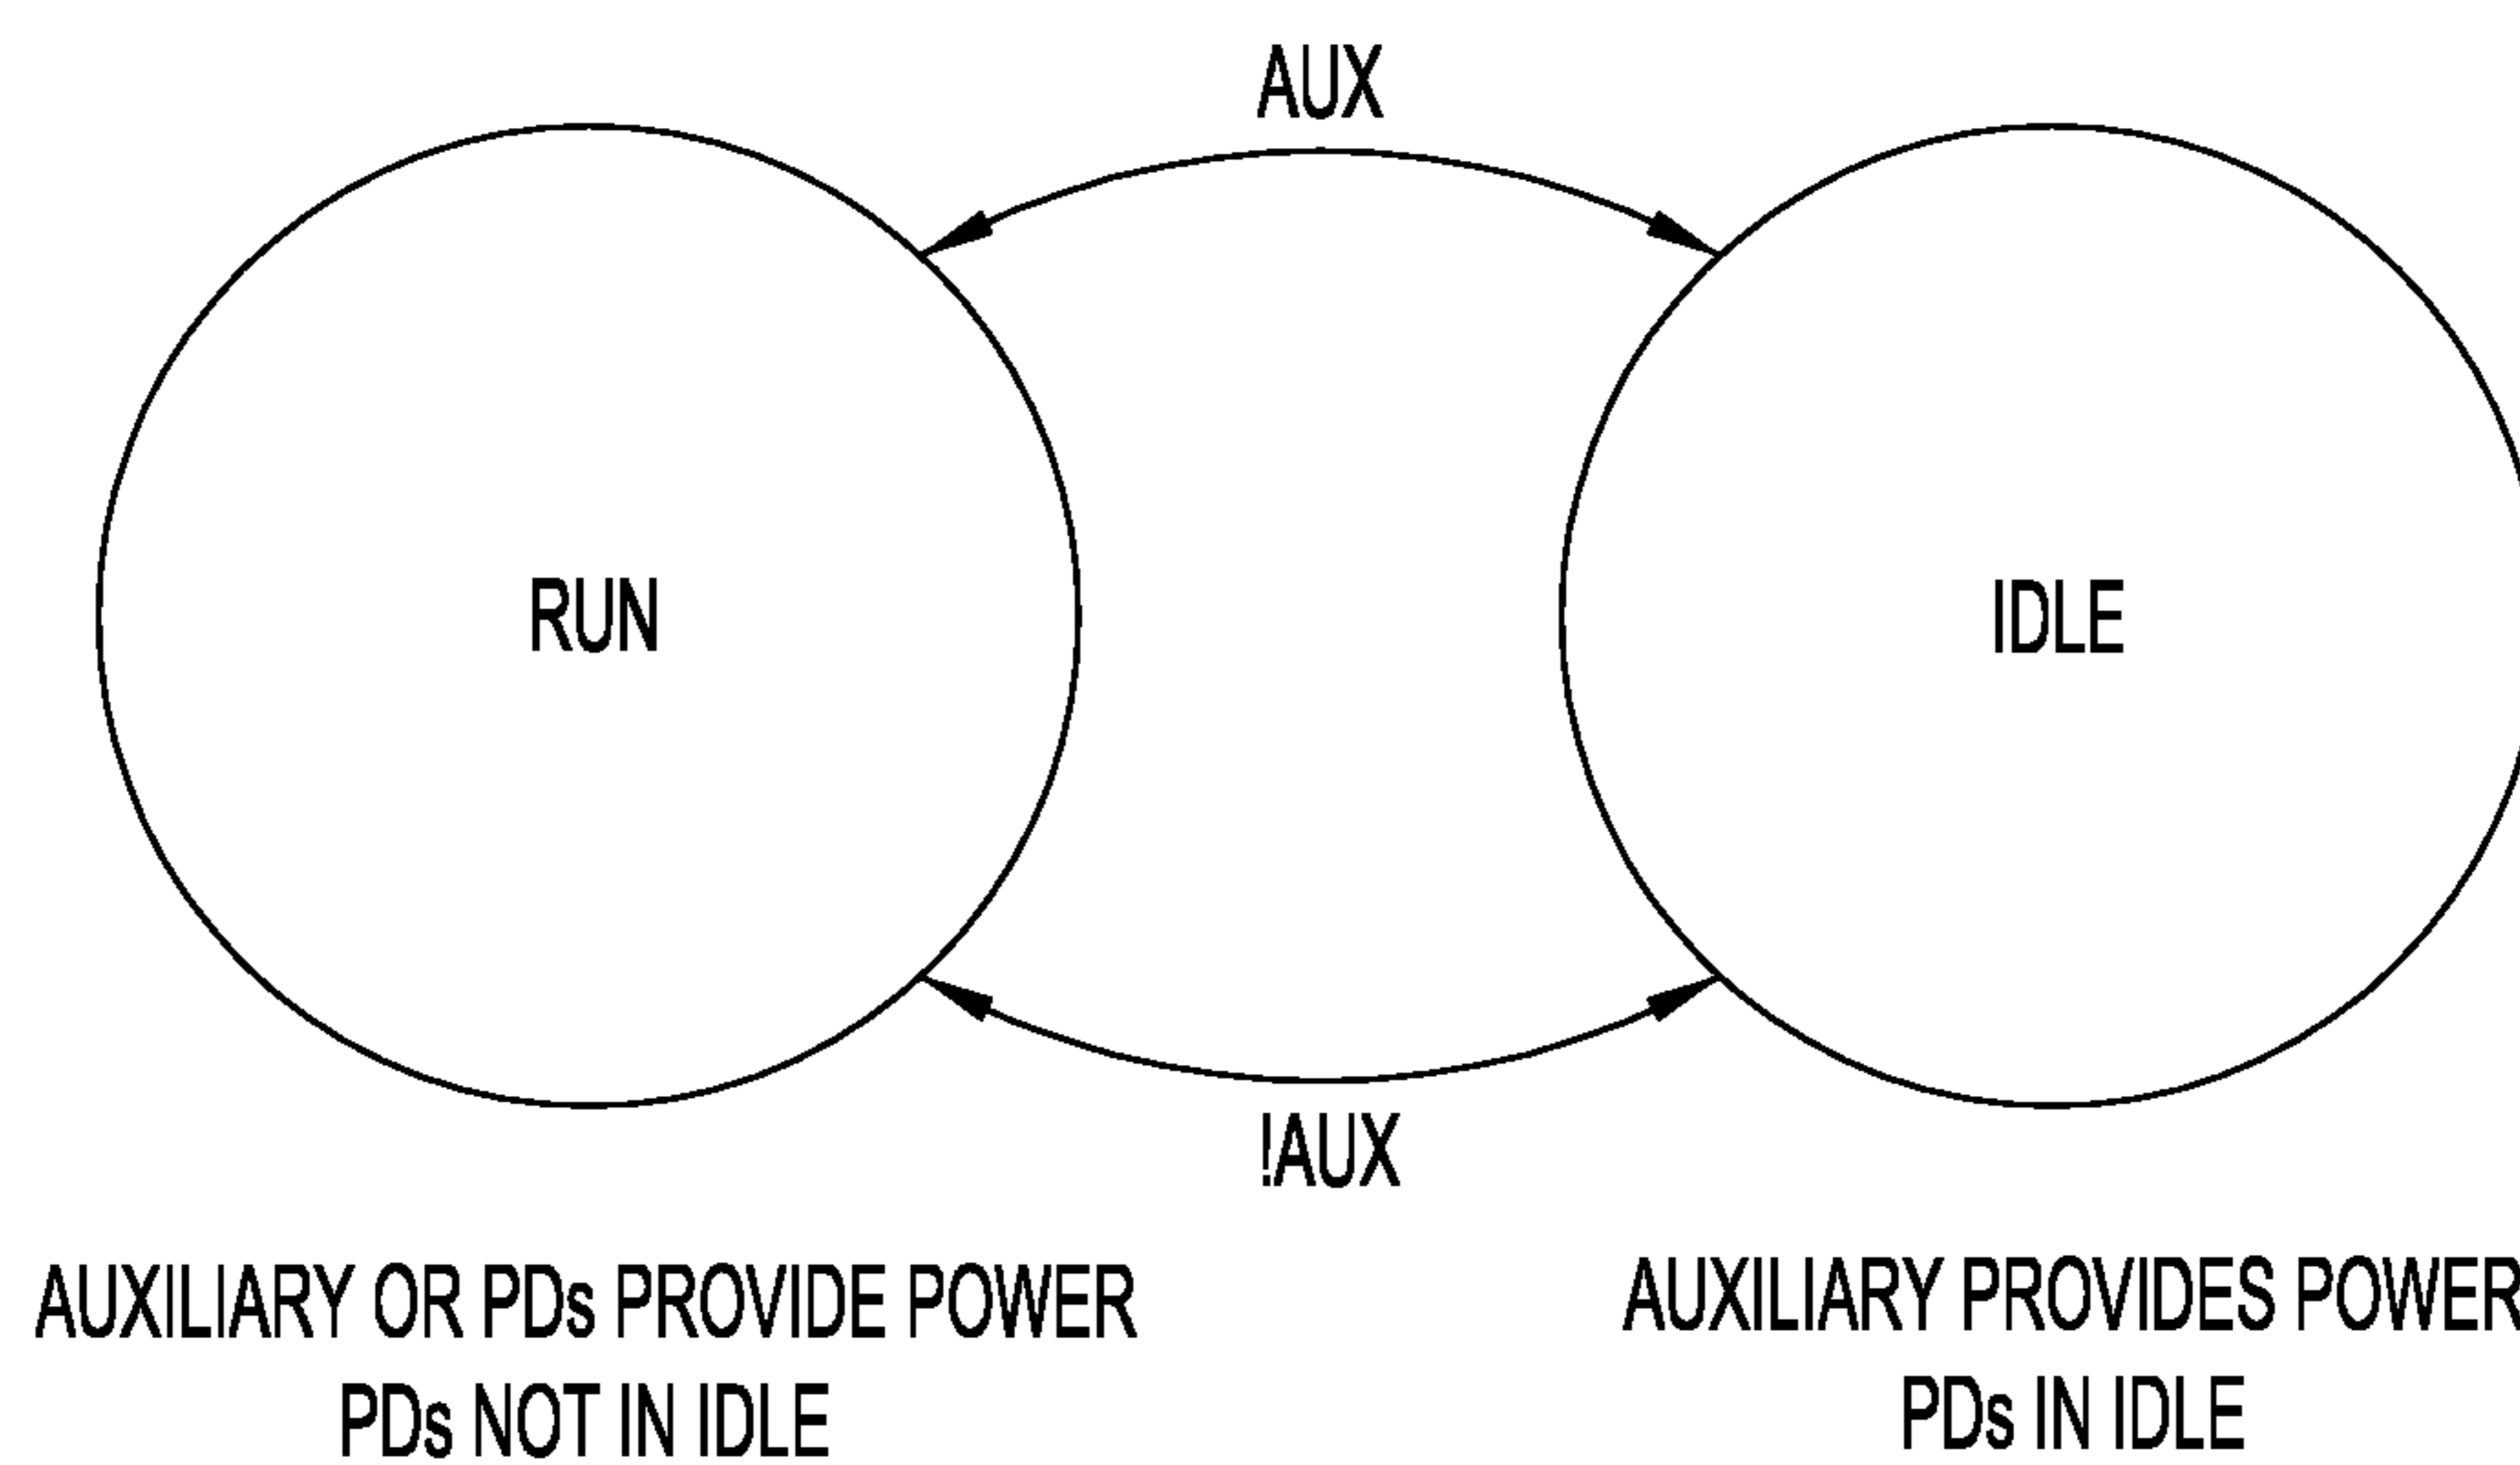 AUX
RUN
IDLE
!AUX
AUXILIARY OR PDs PROVIDE POWER
PDs NOT IN IDLE
AUXILIARY PROVIDES POWER
PDs IN IDLE